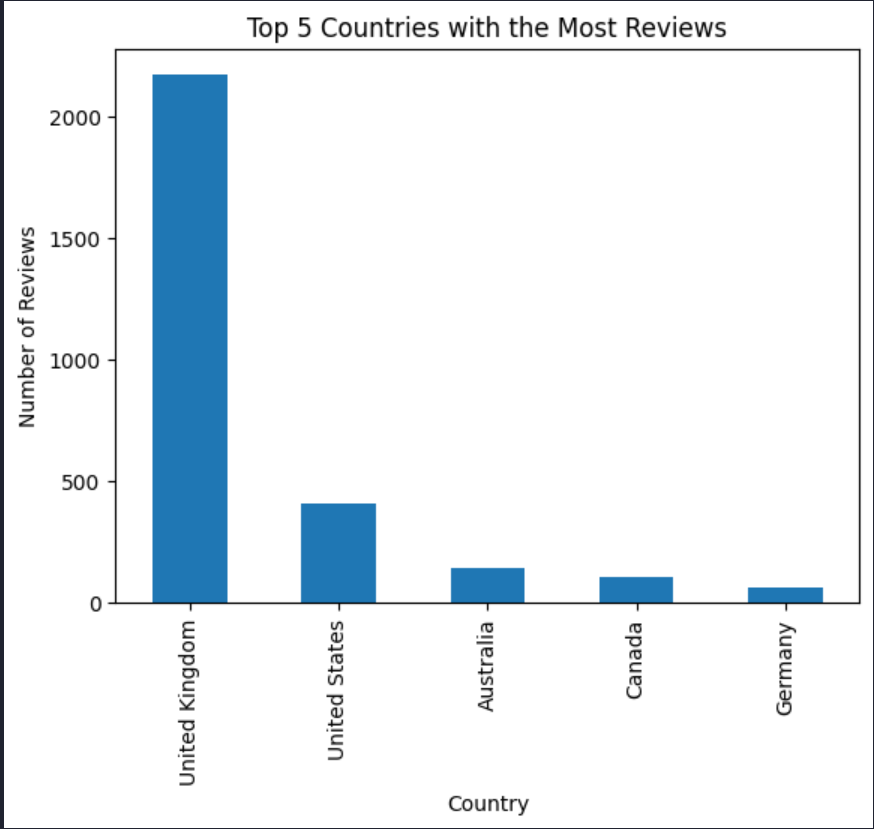 Top 5 Countries with the Most Reviews
Number of Reviews
2000
1500
1000
500
0
United Kingdom
United States
Australia
Canada
Germany
Country